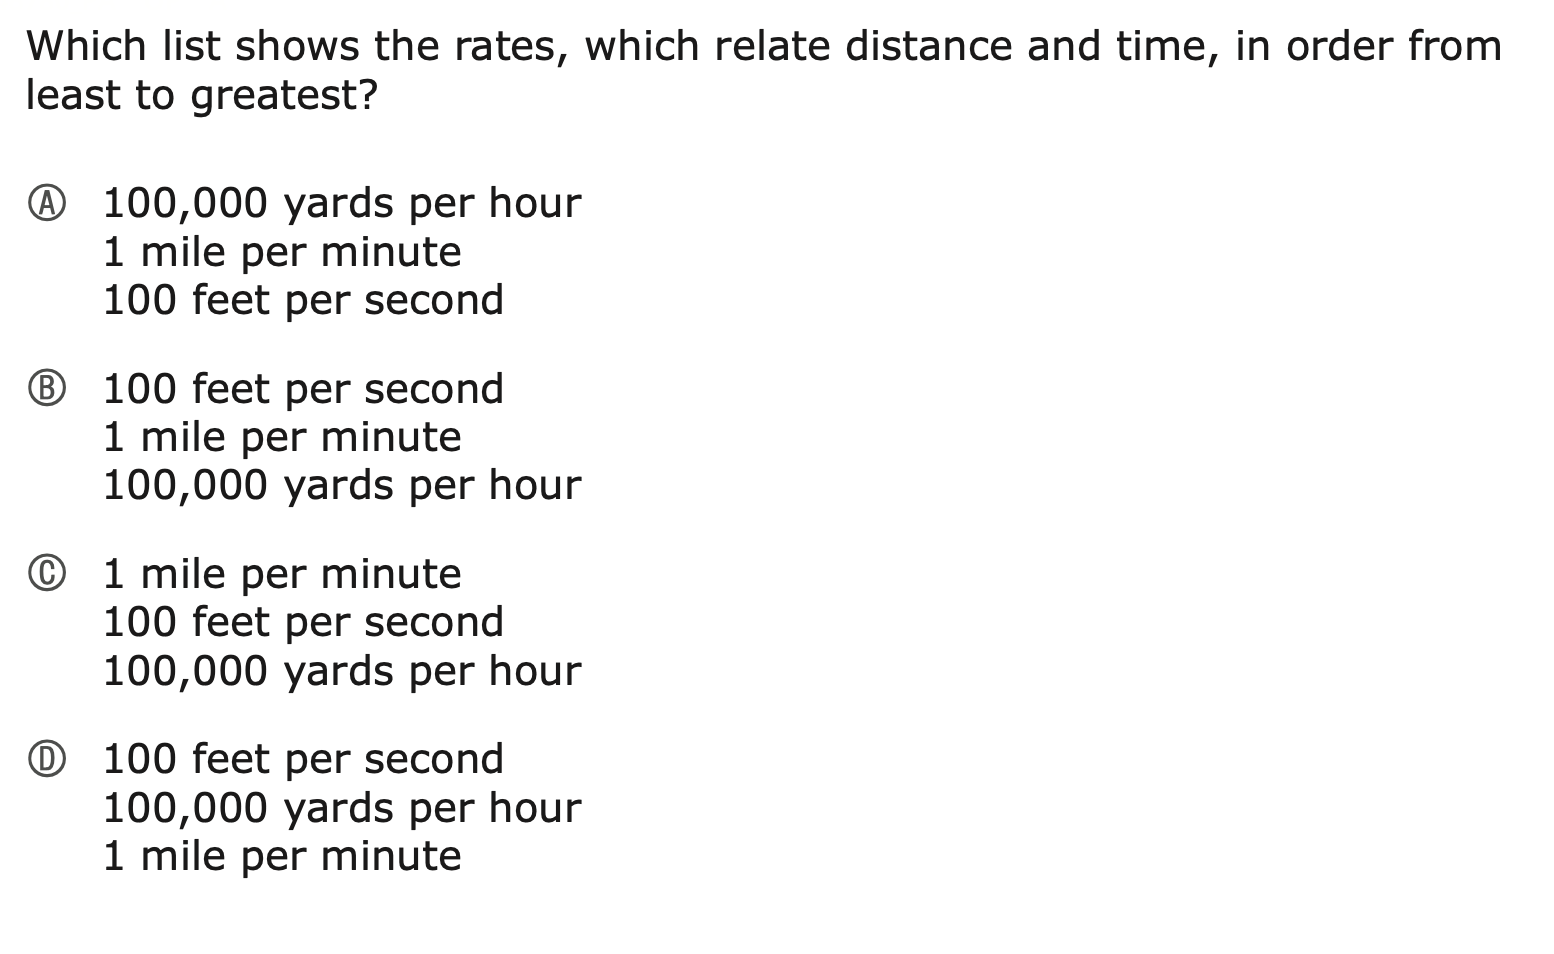 Which list shows the rates, which relate distance and time, in order from
least to greatest?
Ⓐ 100,000 yards per hour
1 mile per minute
100 feet per second
Ⓑ 100 feet per second
1 mile per minute
100,000 yards per hour
Ⓒ 1 mile per minute
100 feet per second
100,000 yards per hour
Ⓓ 100 feet per second
100,000 yards per hour
1 mile per minute